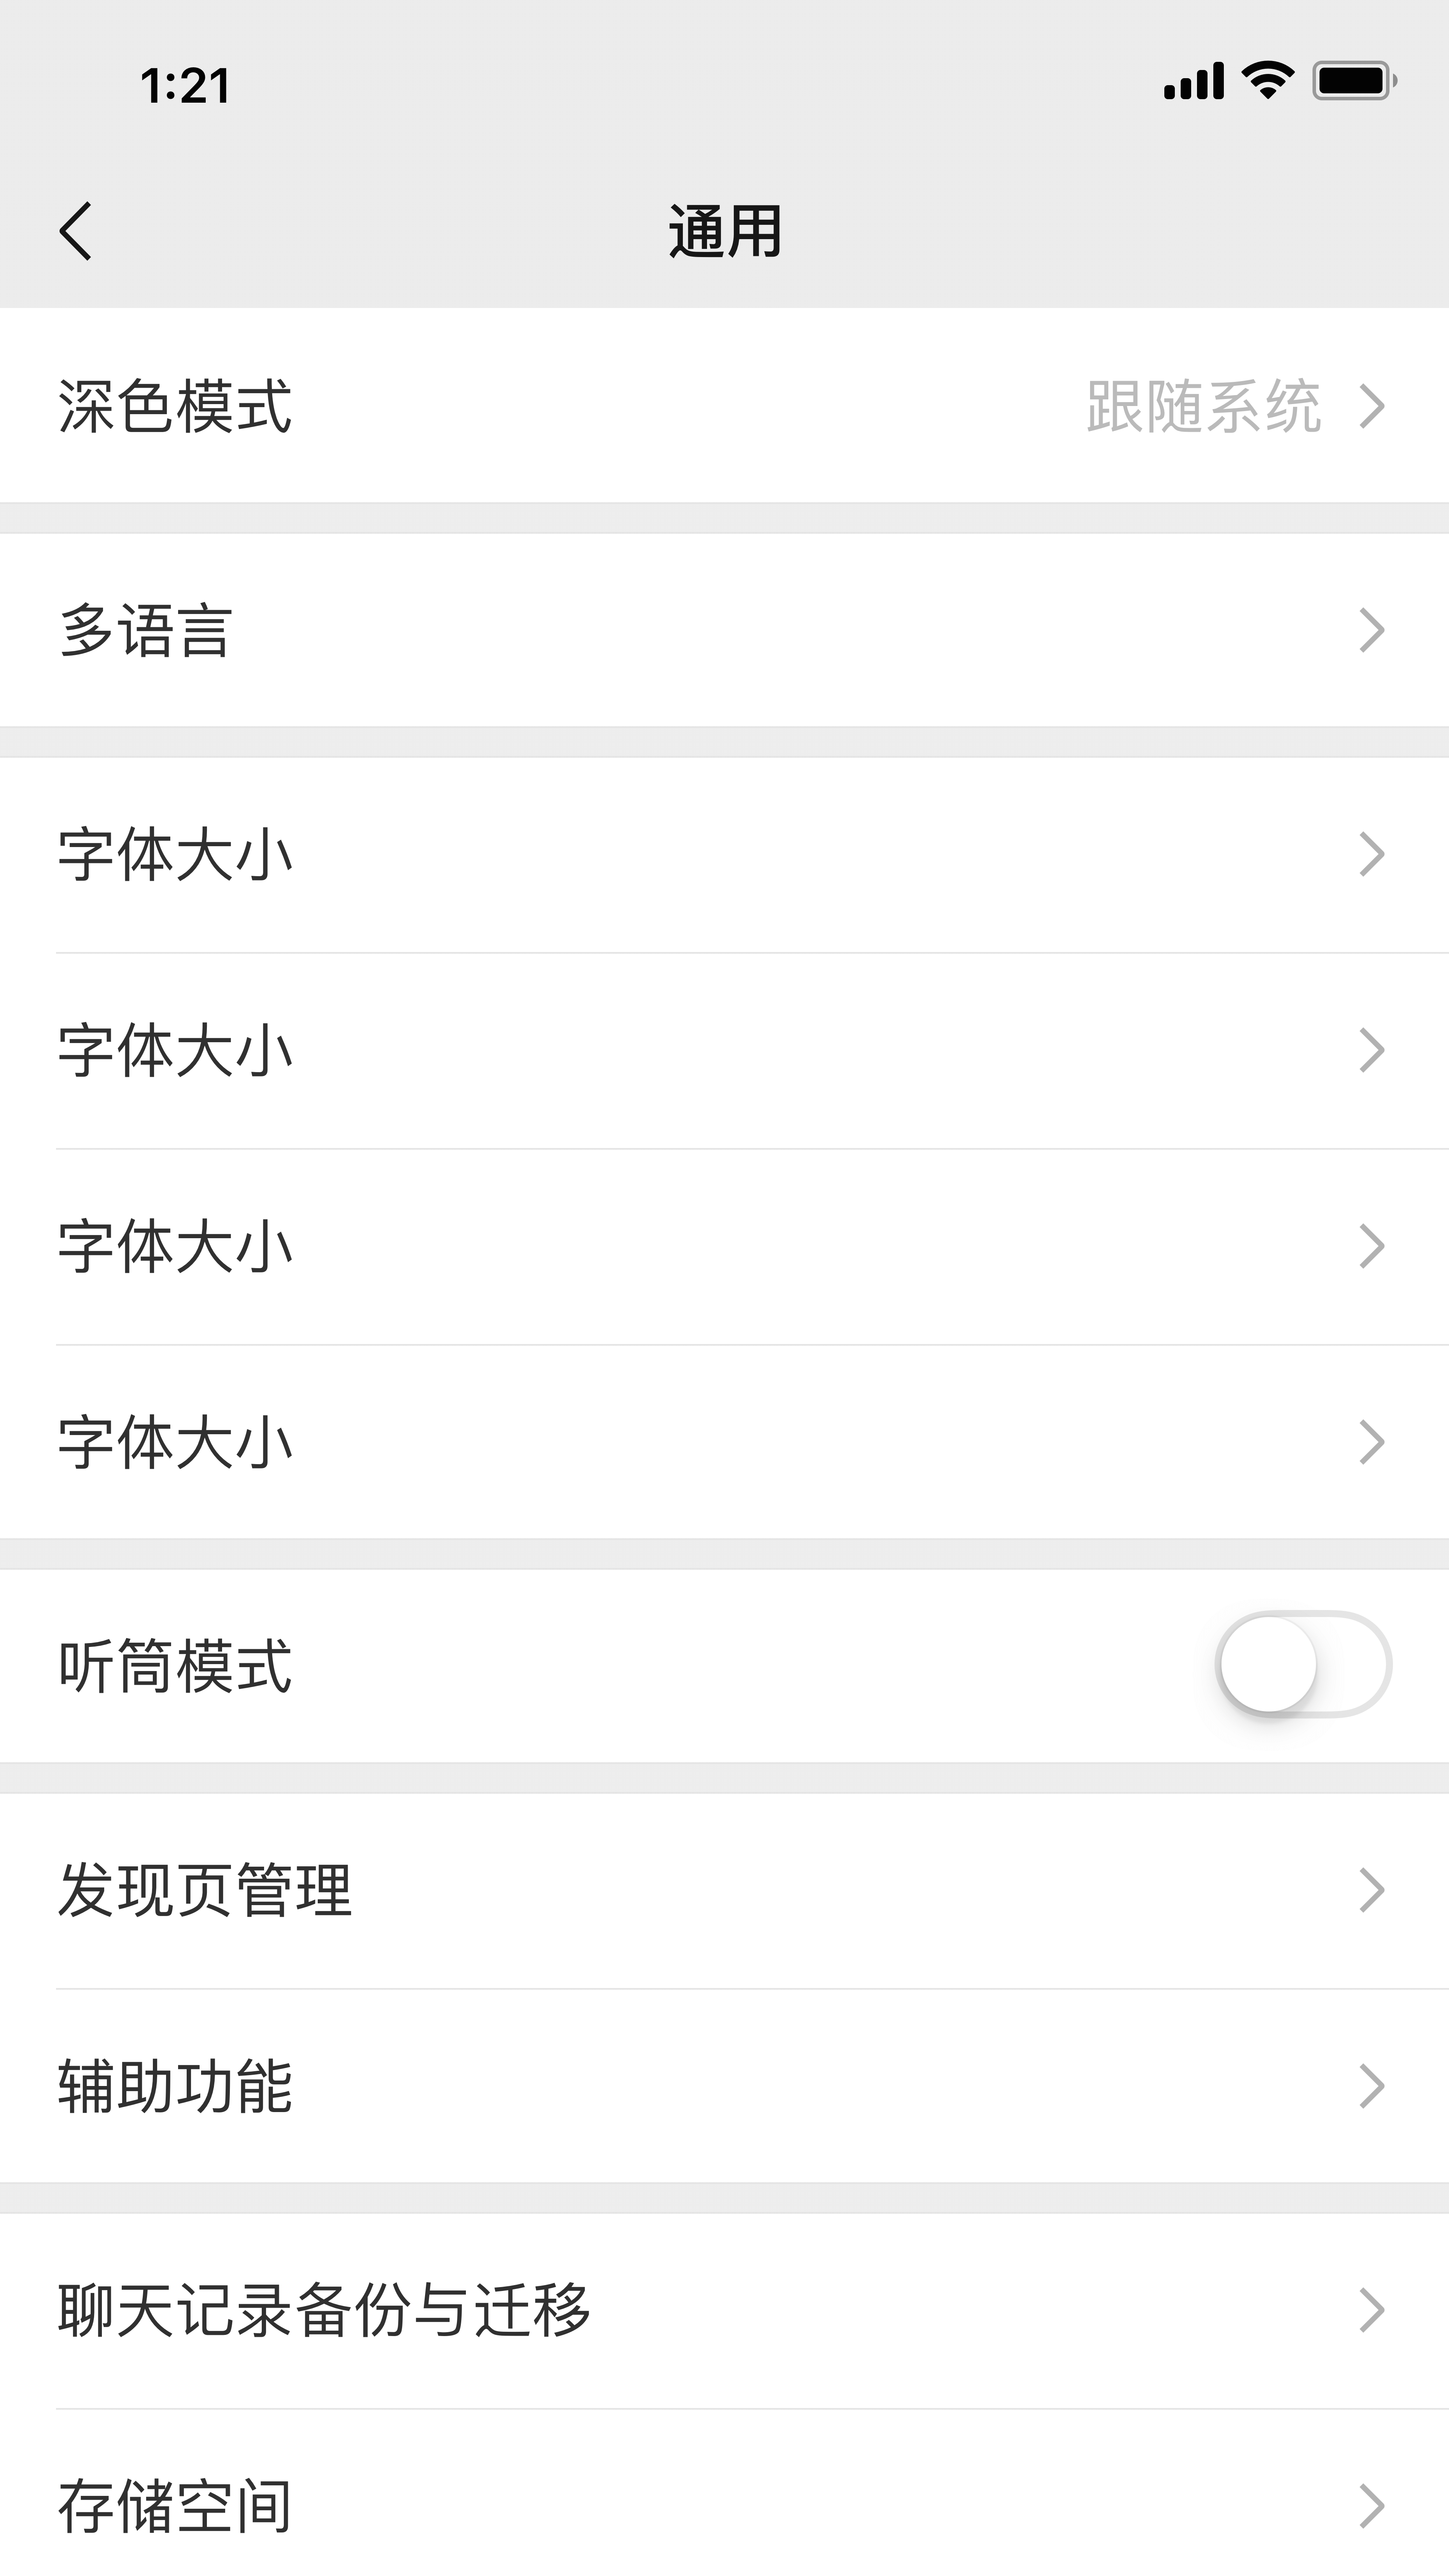 1:21
通用
深色模式 跟随系统
多语言
字体大小
字体大小
字体大小
字体大小
听筒模式
发现页管理
辅助功能
聊天记录备份与迁移
存储空间